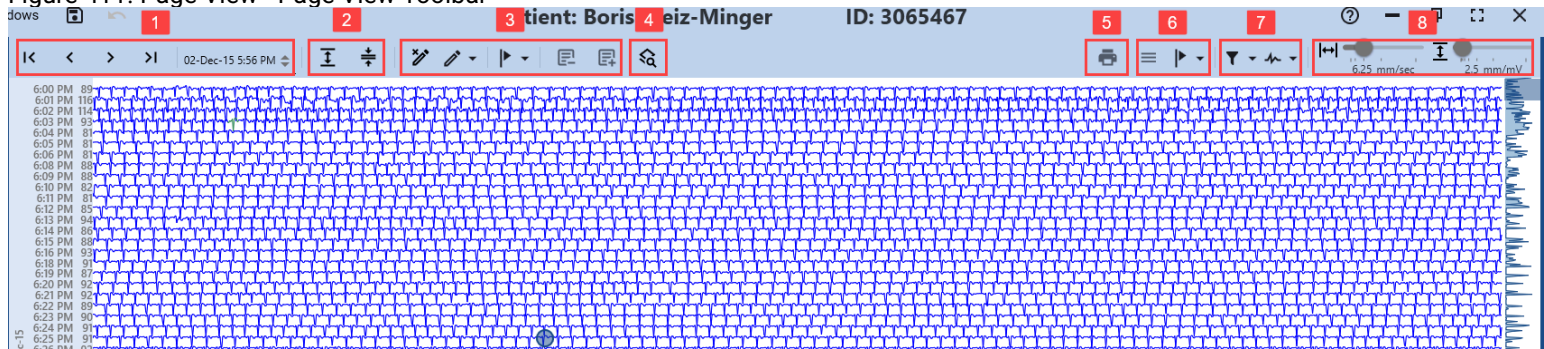 Figure 111: Page View - Page View Toolbar
dows
tient: Boris
eiz-Minger
ID: 3065467
1
2
3
4
5
6
7
8
02-Dec-15 5:56 PM
6.25 mm/sec
2.5 mm/mV
6:00 PM 89
6:01 PM 116
6:02 PM 114
6:03 PM 93
6:04 PM 81
6:05 PM 81
6:06 PM 81
6:08 PM 88
6:09 PM 88
6:10 PM 82
6:11 PM 81
6:12 PM 85
6:13 PM 94
6:14 PM 86
6:15 PM 88
6:16 PM 93
6:18 PM 91
6:19 PM 87
6:20 PM 92
6:21 PM 92
6:22 PM 89
6:23 PM 90
6:24 PM 91
6:25 PM 91
c-15